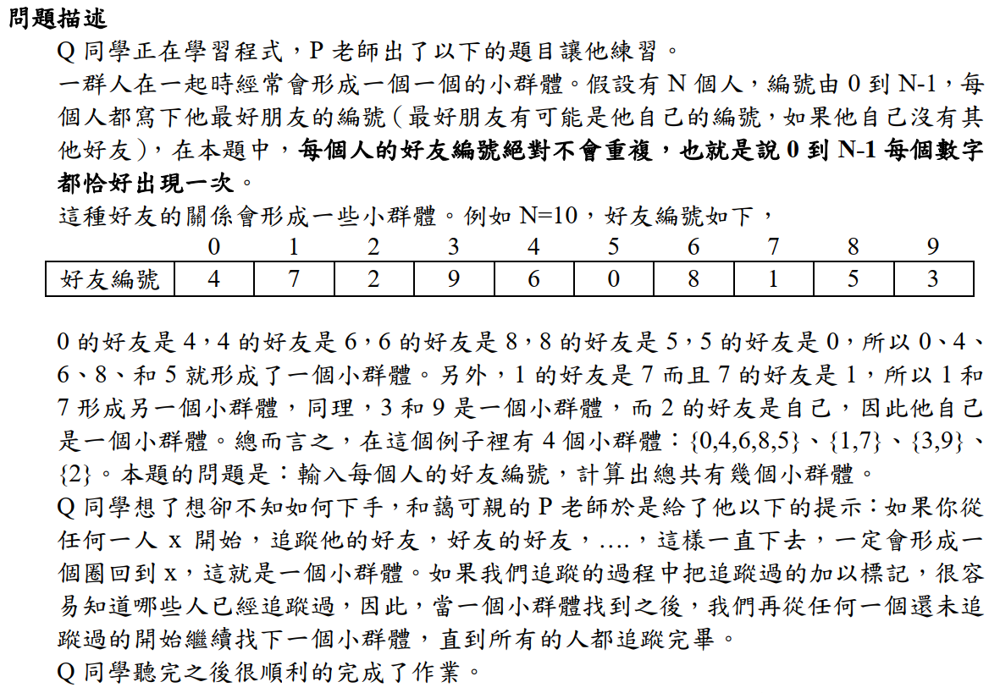 問題描述
Q 同學正在學習程式，P 老師出了以下的題目讓他練習。
一群人在一起時經常會形成一個一個的小群體。假設有 N 個人，編號由 0 到 N-1，每
個人都寫下他最好朋友的編號（最好朋友有可能是他自己的編號，如果他自己沒有其
他好友），在本題中，每個人的好友編號絕對不會重複，也就是說 0 到 N-1 每個數字
都恰好出現一次。
這種好友的關係會形成一些小群體。例如 N=10，好友編號如下，
0 1 2 3 4 5 6 7 8 9
好友編號 4 7 2 9 6 0 8 1 5 3
0 的好友是 4，4 的好友是 6，6 的好友是 8，8 的好友是 5，5 的好友是 0，所以 0、4、
6、8、和 5 就形成了一個小群體。另外，1 的好友是 7 而且 7 的好友是 1，所以 1 和
7 形成另一個小群體，同理，3 和 9 是一個小群體，而 2 的好友是自己，因此他自己
是一個小群體。總而言之，在這個例子裡有 4 個小群體：{0,4,6,8,5}、{1,7}、{3,9}、
{2}。本題的問題是：輸入每個人的好友編號，計算出總共有幾個小群體。
Q 同學想了想卻不知如何下手，和藹可親的 P 老師於是給了他以下的提示：如果你從
任何一人 x 開始，追蹤他的好友，好友的好友，….，這樣一直下去，一定會形成一
個圈回到 x，這就是一個小群體。如果我們追蹤的過程中把追蹤過的加以標記，很容
易知道哪些人已經追蹤過，因此，當一個小群體找到之後，我們再從任何一個還未追
蹤過的開始繼續找下一個小群體，直到所有的人都追蹤完畢。
Q 同學聽完之後很順利的完成了作業。